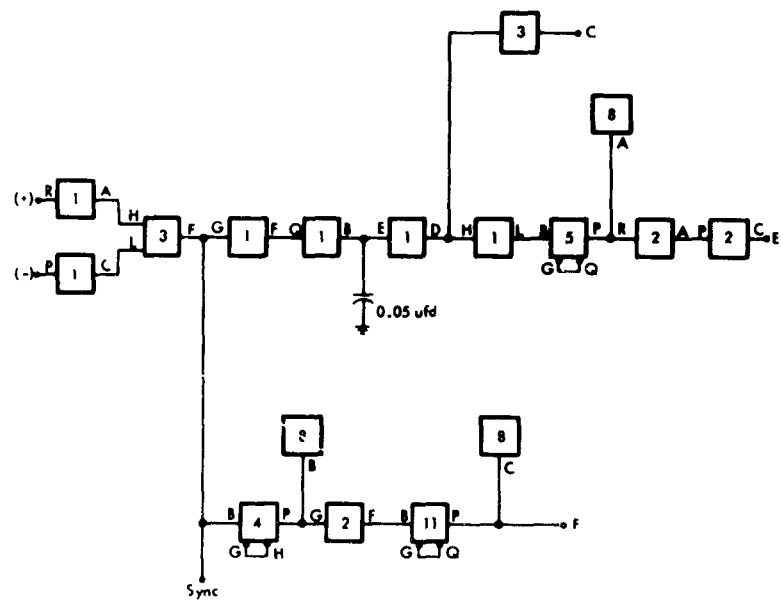 3 C
8
A
(+) R 1 A
H
3 F G 1 F Q 1 B E 1 D H 1 L B 5 P R 2 A P 2 C E
L
(-) P 1 C
G Q
0.05 ufd
8
B C
B 4 P G 2 F B 11 P F
G H G Q
Sync